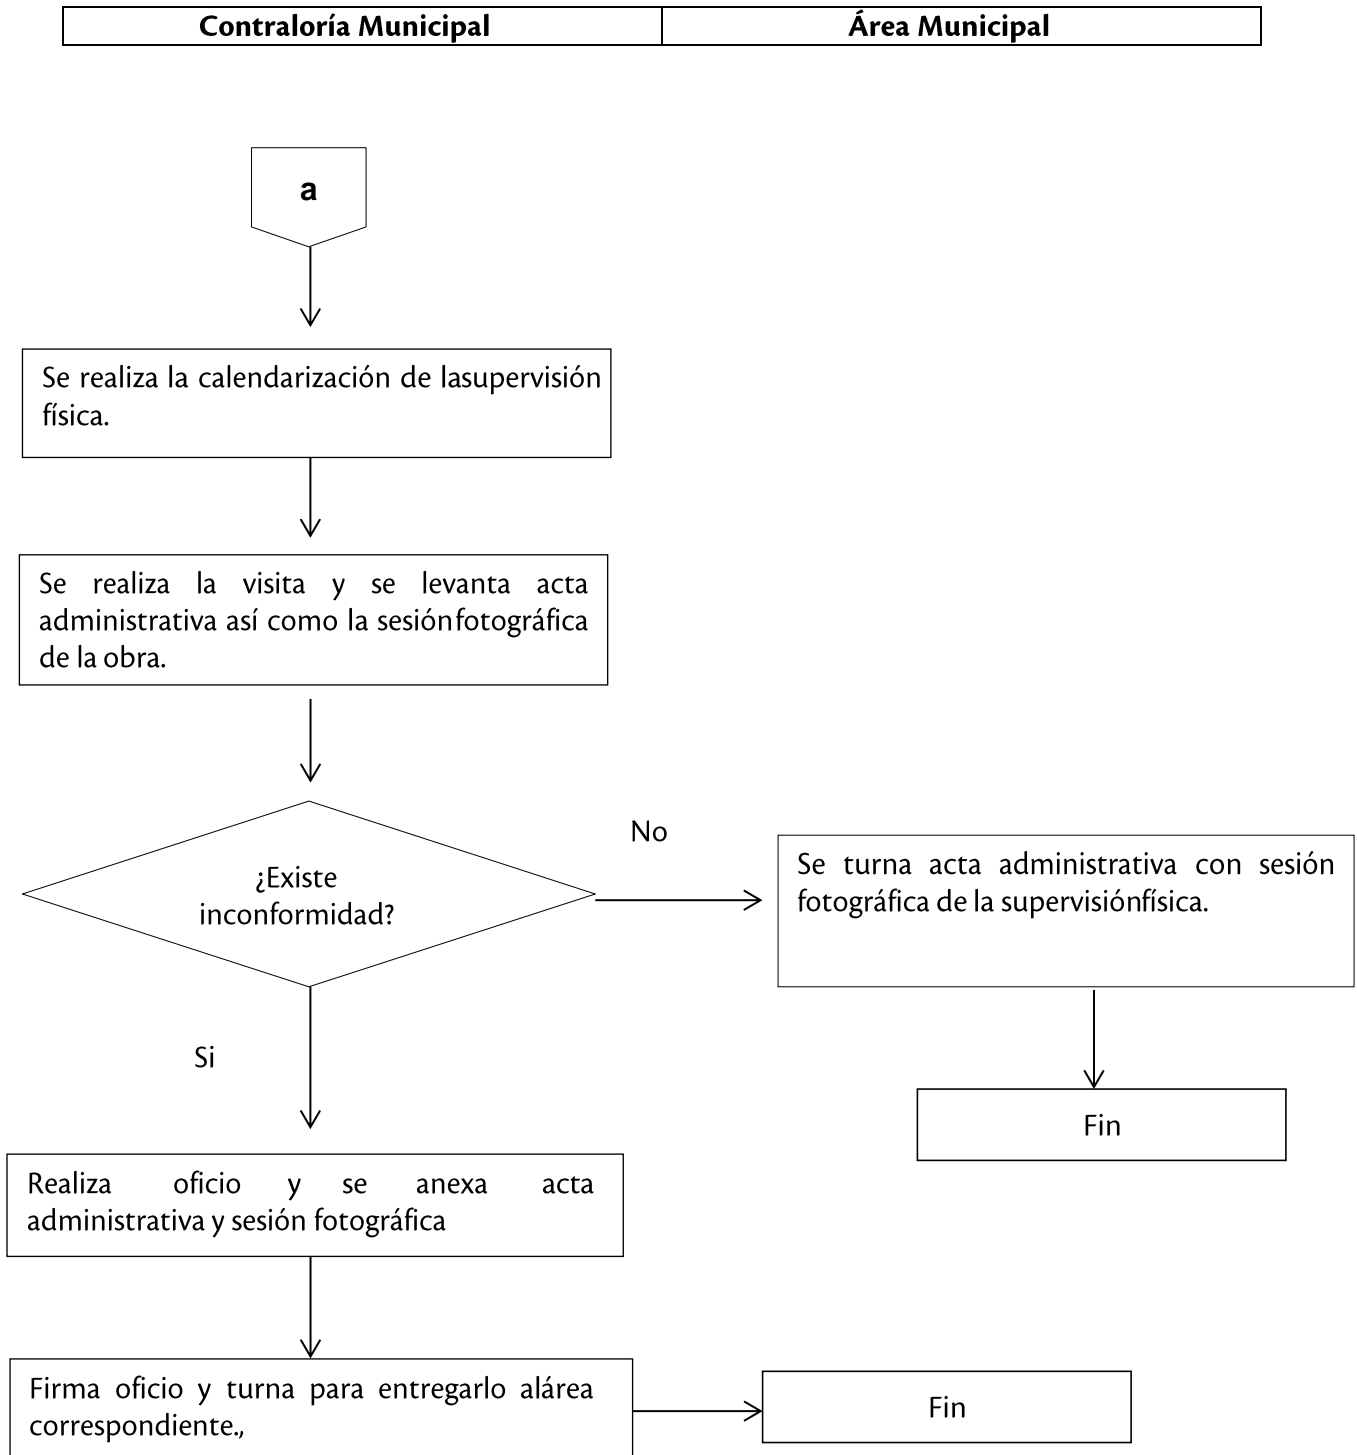 Contraloría Municipal
Área Municipal
a
Se realiza la calendarización de lasupervisión
física.
Se realiza la visita y se levanta acta
administrativa así como la sesiónfotográfica
de la obra.
¿Existe
inconformidad?
No
Se turna acta administrativa con sesión
fotográfica de la supervisiónfísica.
Fin
Si
Realiza oficio y se anexa acta
administrativa y sesión fotográfica
Firma oficio y turna para entregarlo alárea
correspondiente.,
Fin